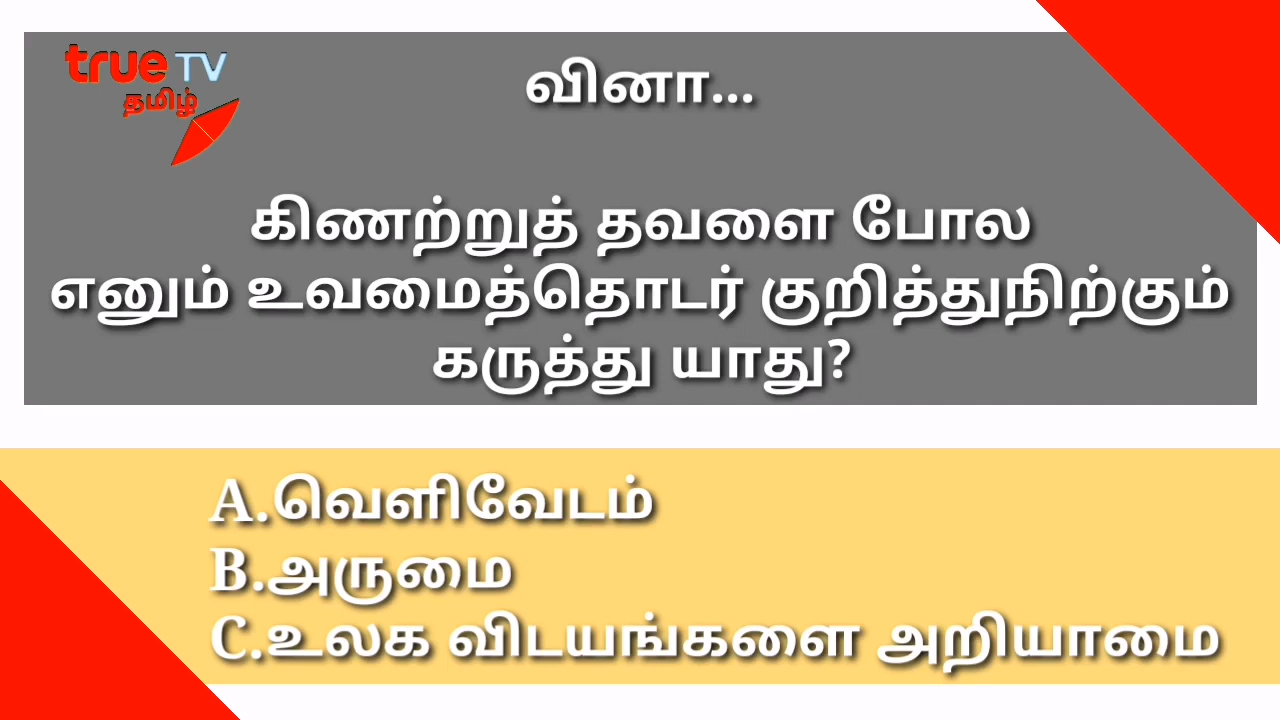 true TV
தமிழ்
வினா...
கிணற்றுத் தவளை போல
எனும் உவமைத்தொடர் குறித்துநிற்கும்
கருத்து யாது?
A.வெளிவேடம்
B.அருமை
C.உலக விடயங்களை அறியாமை